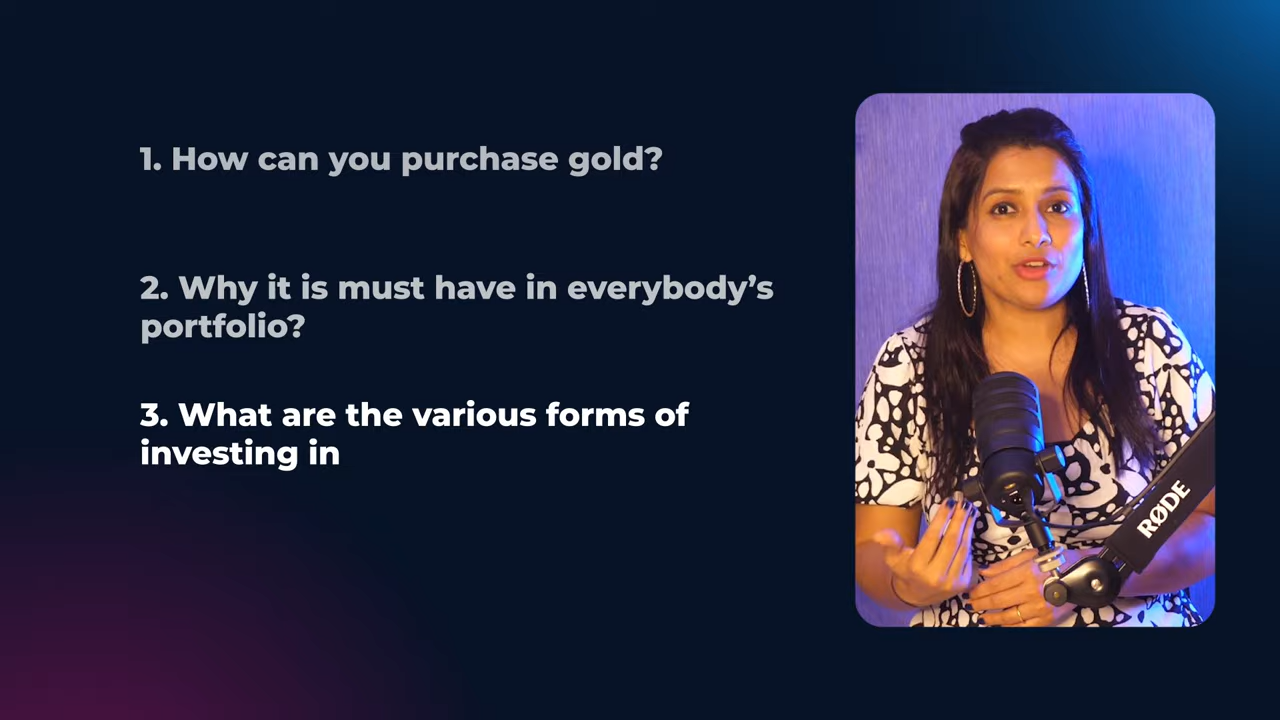 1. How can you purchase gold?
2. Why it is must have in everybody’s
portfolio?
3. What are the various forms of
investing in
RØDE